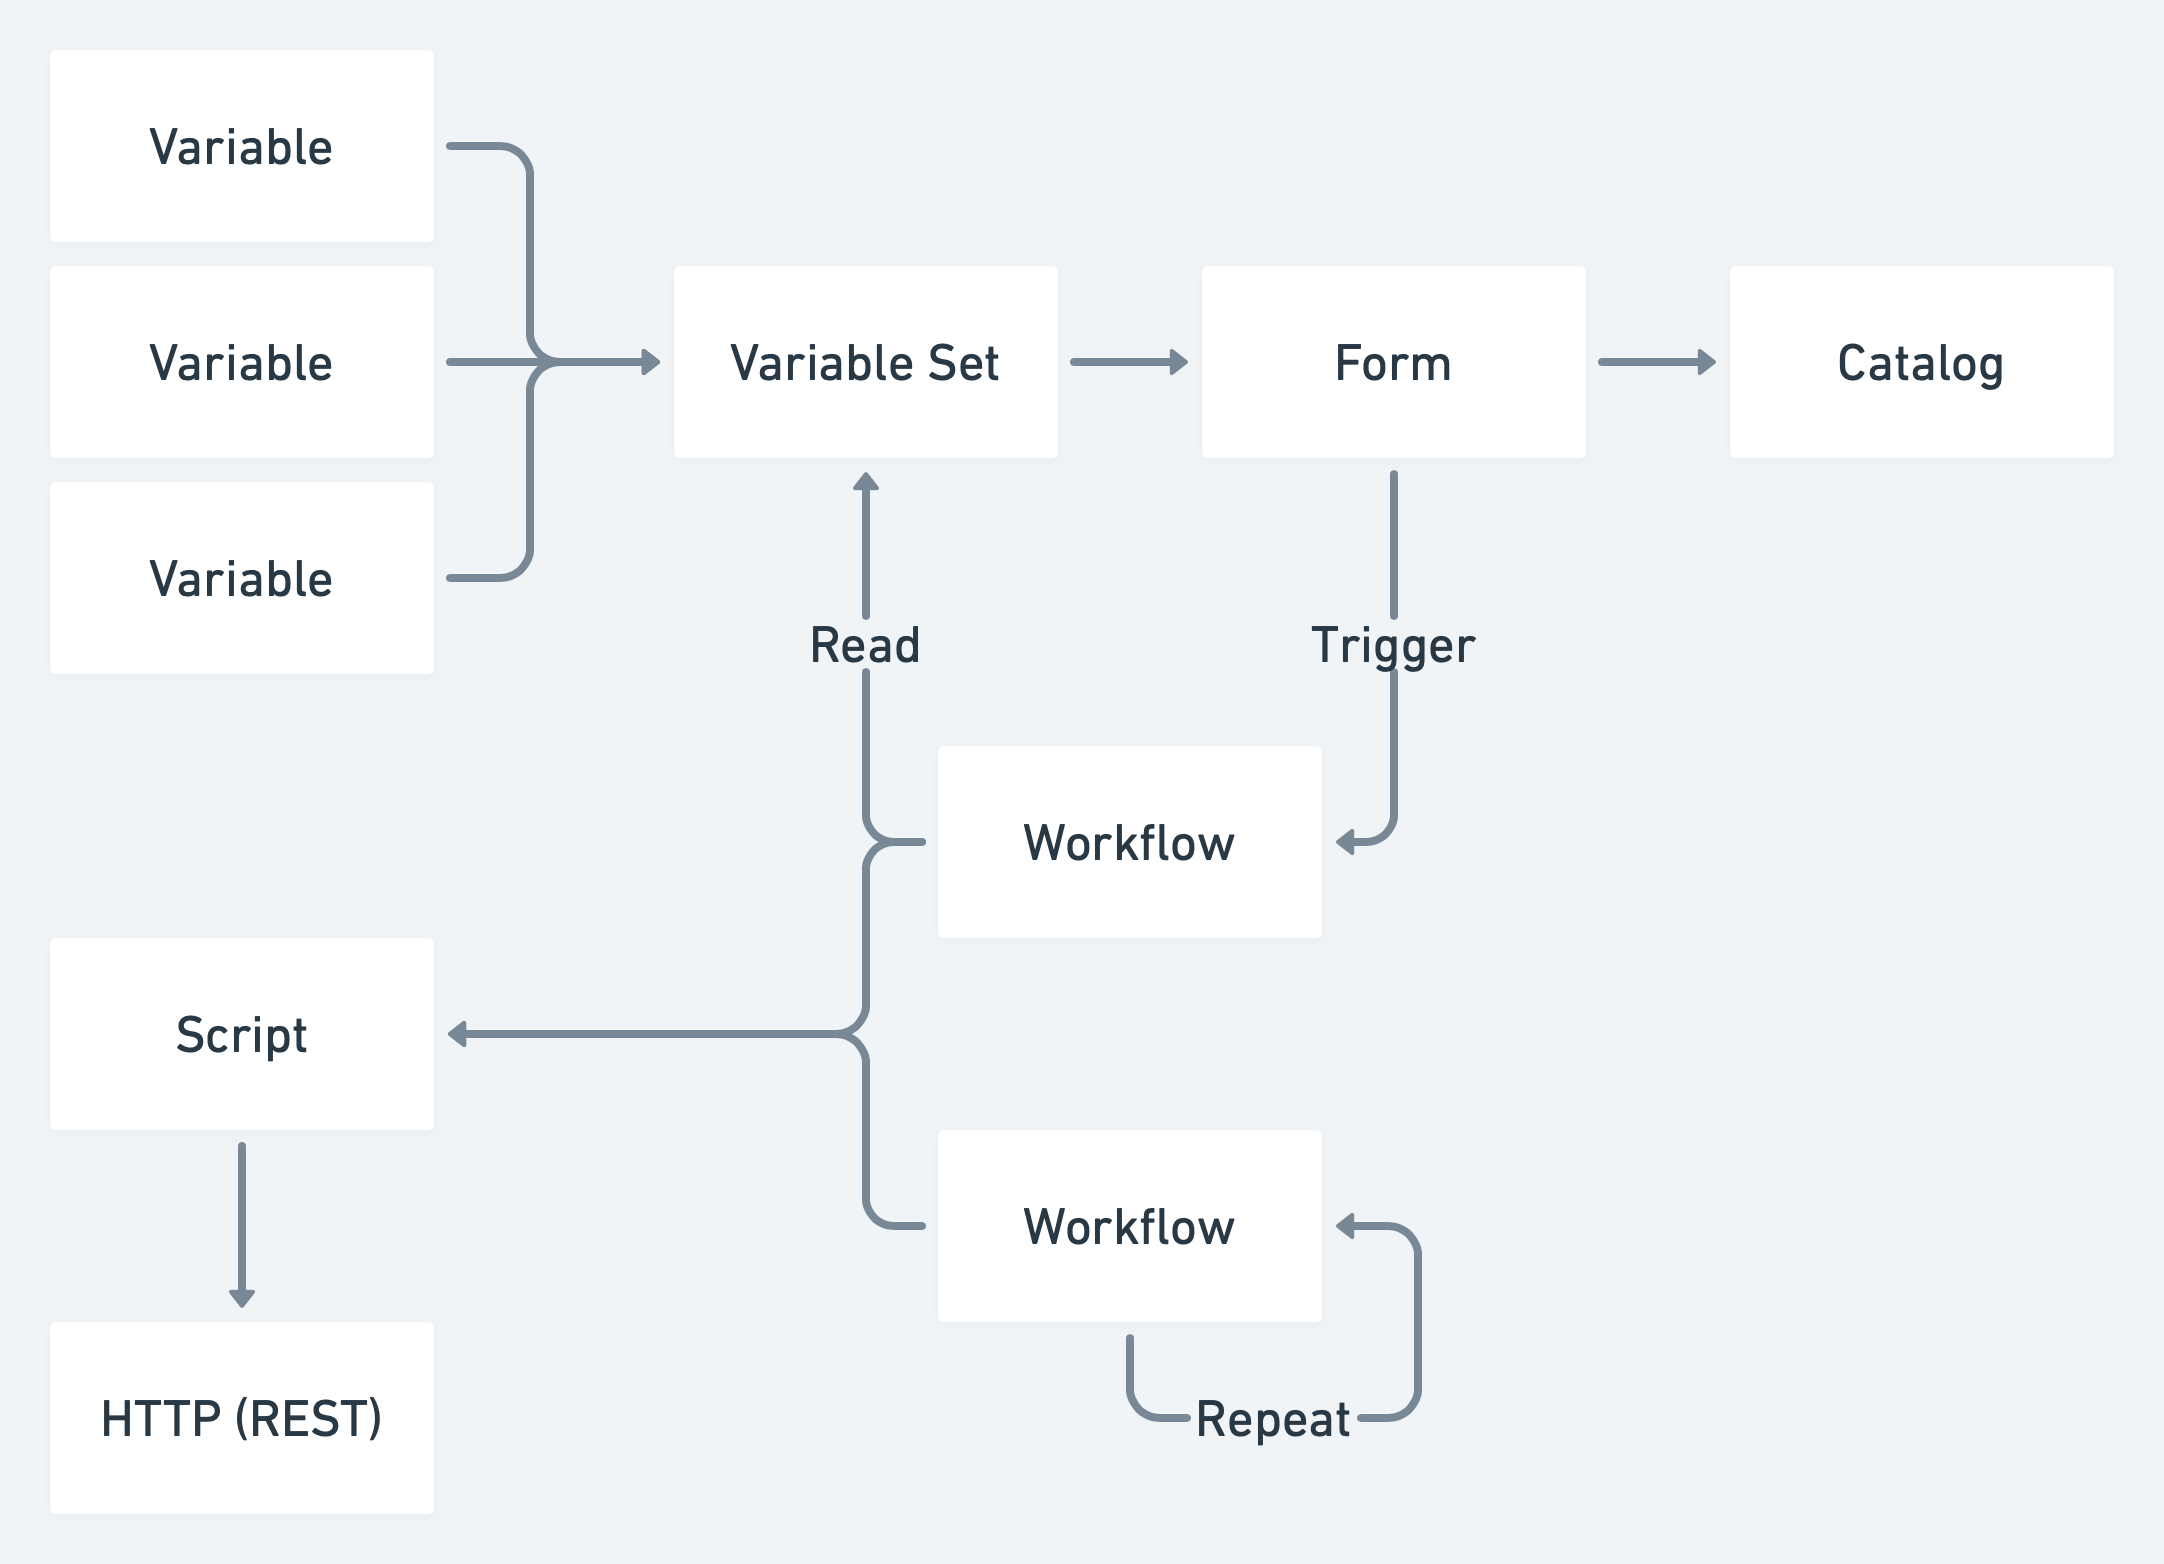 Variable
Variable
Variable Set
Form
Catalog
Variable
Read
Trigger
Workflow
Script
Workflow
HTTP (REST)
Repeat